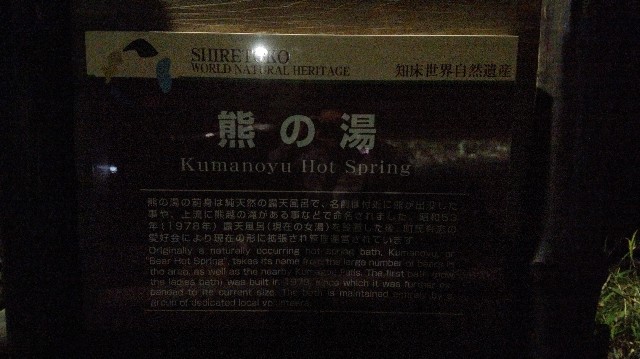 SHIRETOKO
WORLD NATURAL HERITAGE
知床世界自然遺産
熊の湯
Kumanoyu Hot Spring
熊の湯の前身は純天然の露天風呂で、名前は付近に熊が出没した
事や、上流に熊越の滝がある事などで命名されました。昭和53
年(1978年)露天風呂(現在の女湯)を設置した後、町民有志の
愛好会により現在の形に拡張され管理運営されています
Originally a naturally occurring hot spring bath, Kumanoyu, or
"Bear Hot Spring", takes its name from the large number of bears in
the area, as well as the nearby Falls. The first bath (now
the ladies bath) was built in since which it was further ex-
panded to its current size. The bath is maintained by a
group of dedicated local volunteers.